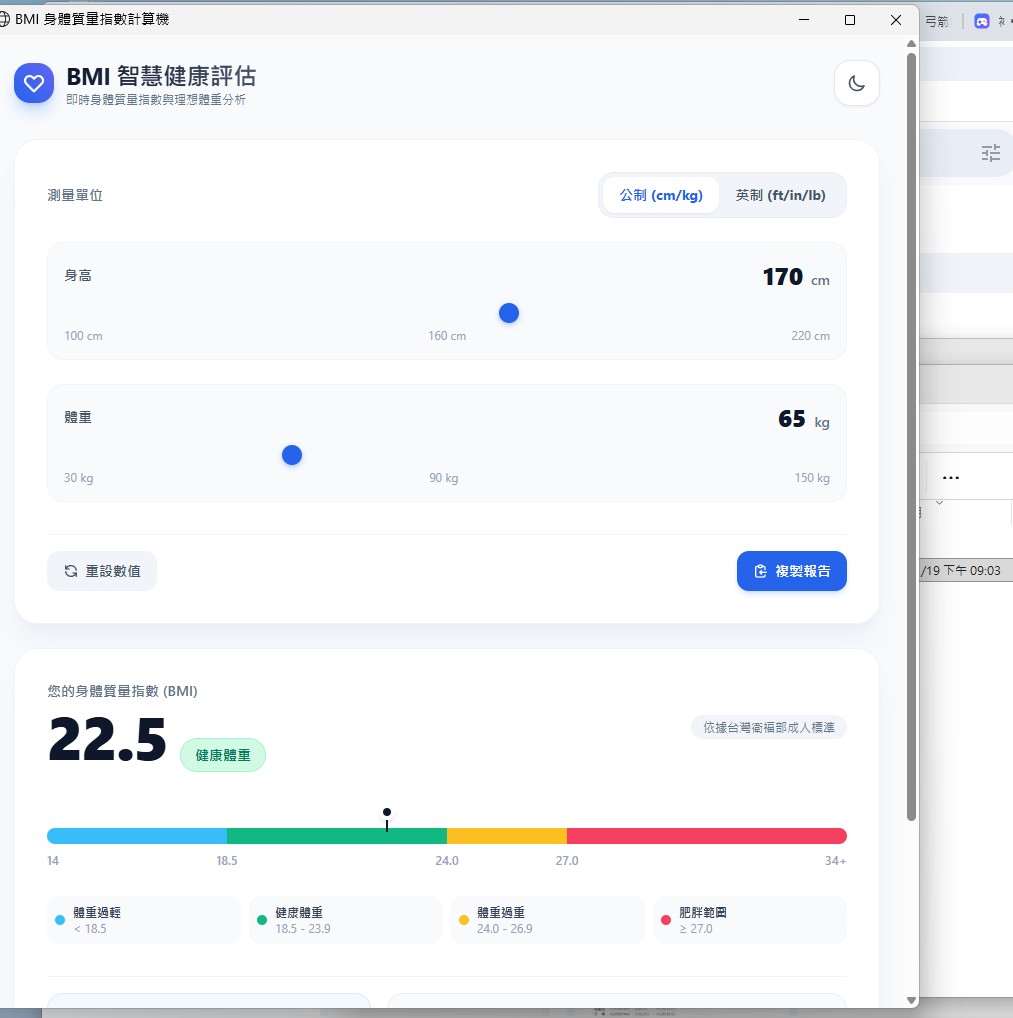 BMI 身體質量指數計算機
弓箭
BMI 智慧健康評估
即時身體質量指數與理想體重分析
測量單位
公制 (cm/kg)
英制 (ft/in/lb)
身高
170 cm
100 cm
160 cm
220 cm
體重
65 kg
30 kg
90 kg
150 kg
重設數值
複製報告
/19 下午 09:03
您的身體質量指數 (BMI)
22.5
健康體重
依據台灣衛福部成人標準
14
18.5
24.0
27.0
34+
體重過輕
< 18.5
健康體重
18.5 - 23.9
體重過重
24.0 - 26.9
肥胖範圍
≥ 27.0